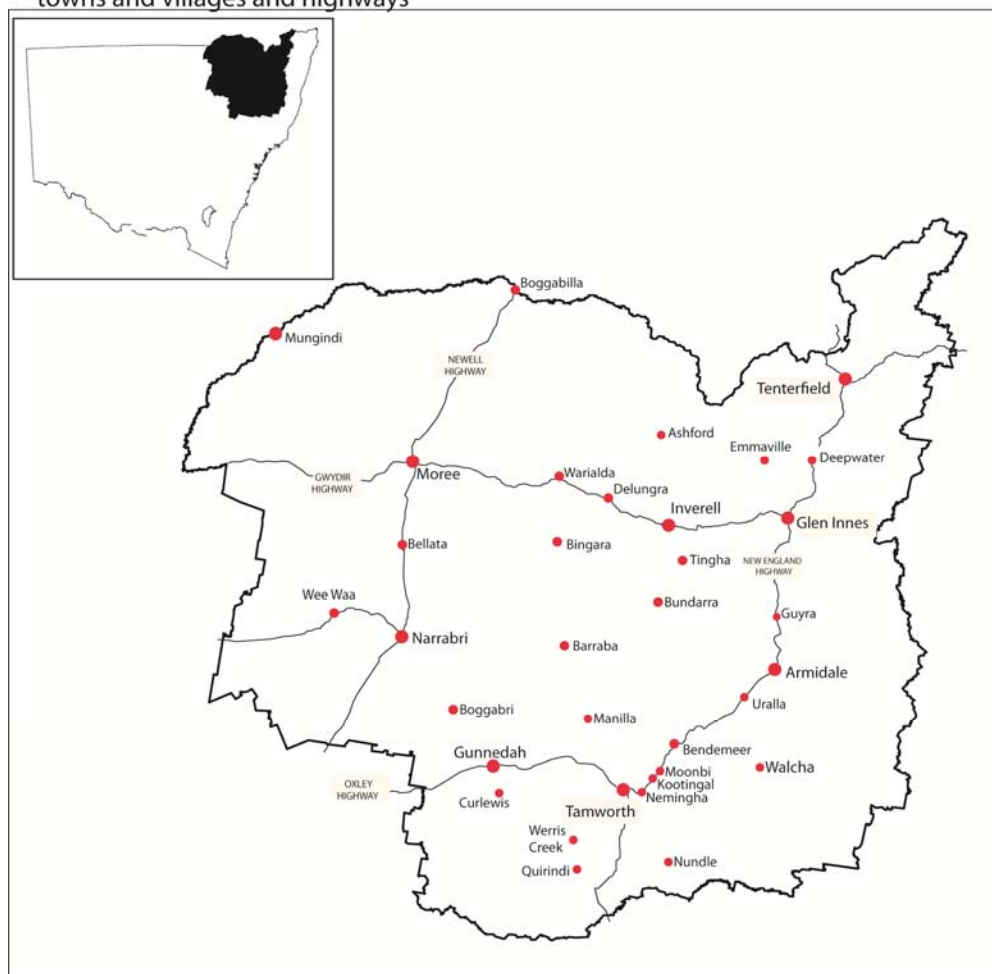 towns and villages and highways
Boggabilla
Mungindi
NEWELL
HIGHWAY
Tenterfield
Ashford
Emmaville
Deepwater
Moree
GWYDIR
HIGHWAY
Warialda
Delungra
Inverell
Glen Innes
Bellata
Bingara
Tingha
NEW ENGLAND
HIGHWAY
Wee Waa
Bundarra
Guyra
Narrabri
Barraba
Armidale
Uralla
Boggabri
Manilla
Bendemeer
Gunnedah
Moonbi
Walcha
Kootingal
OXLEY
HIGHWAY
Curlewis
Nemingha
Tamworth
Werris
Creek
Nundle
Quirindi